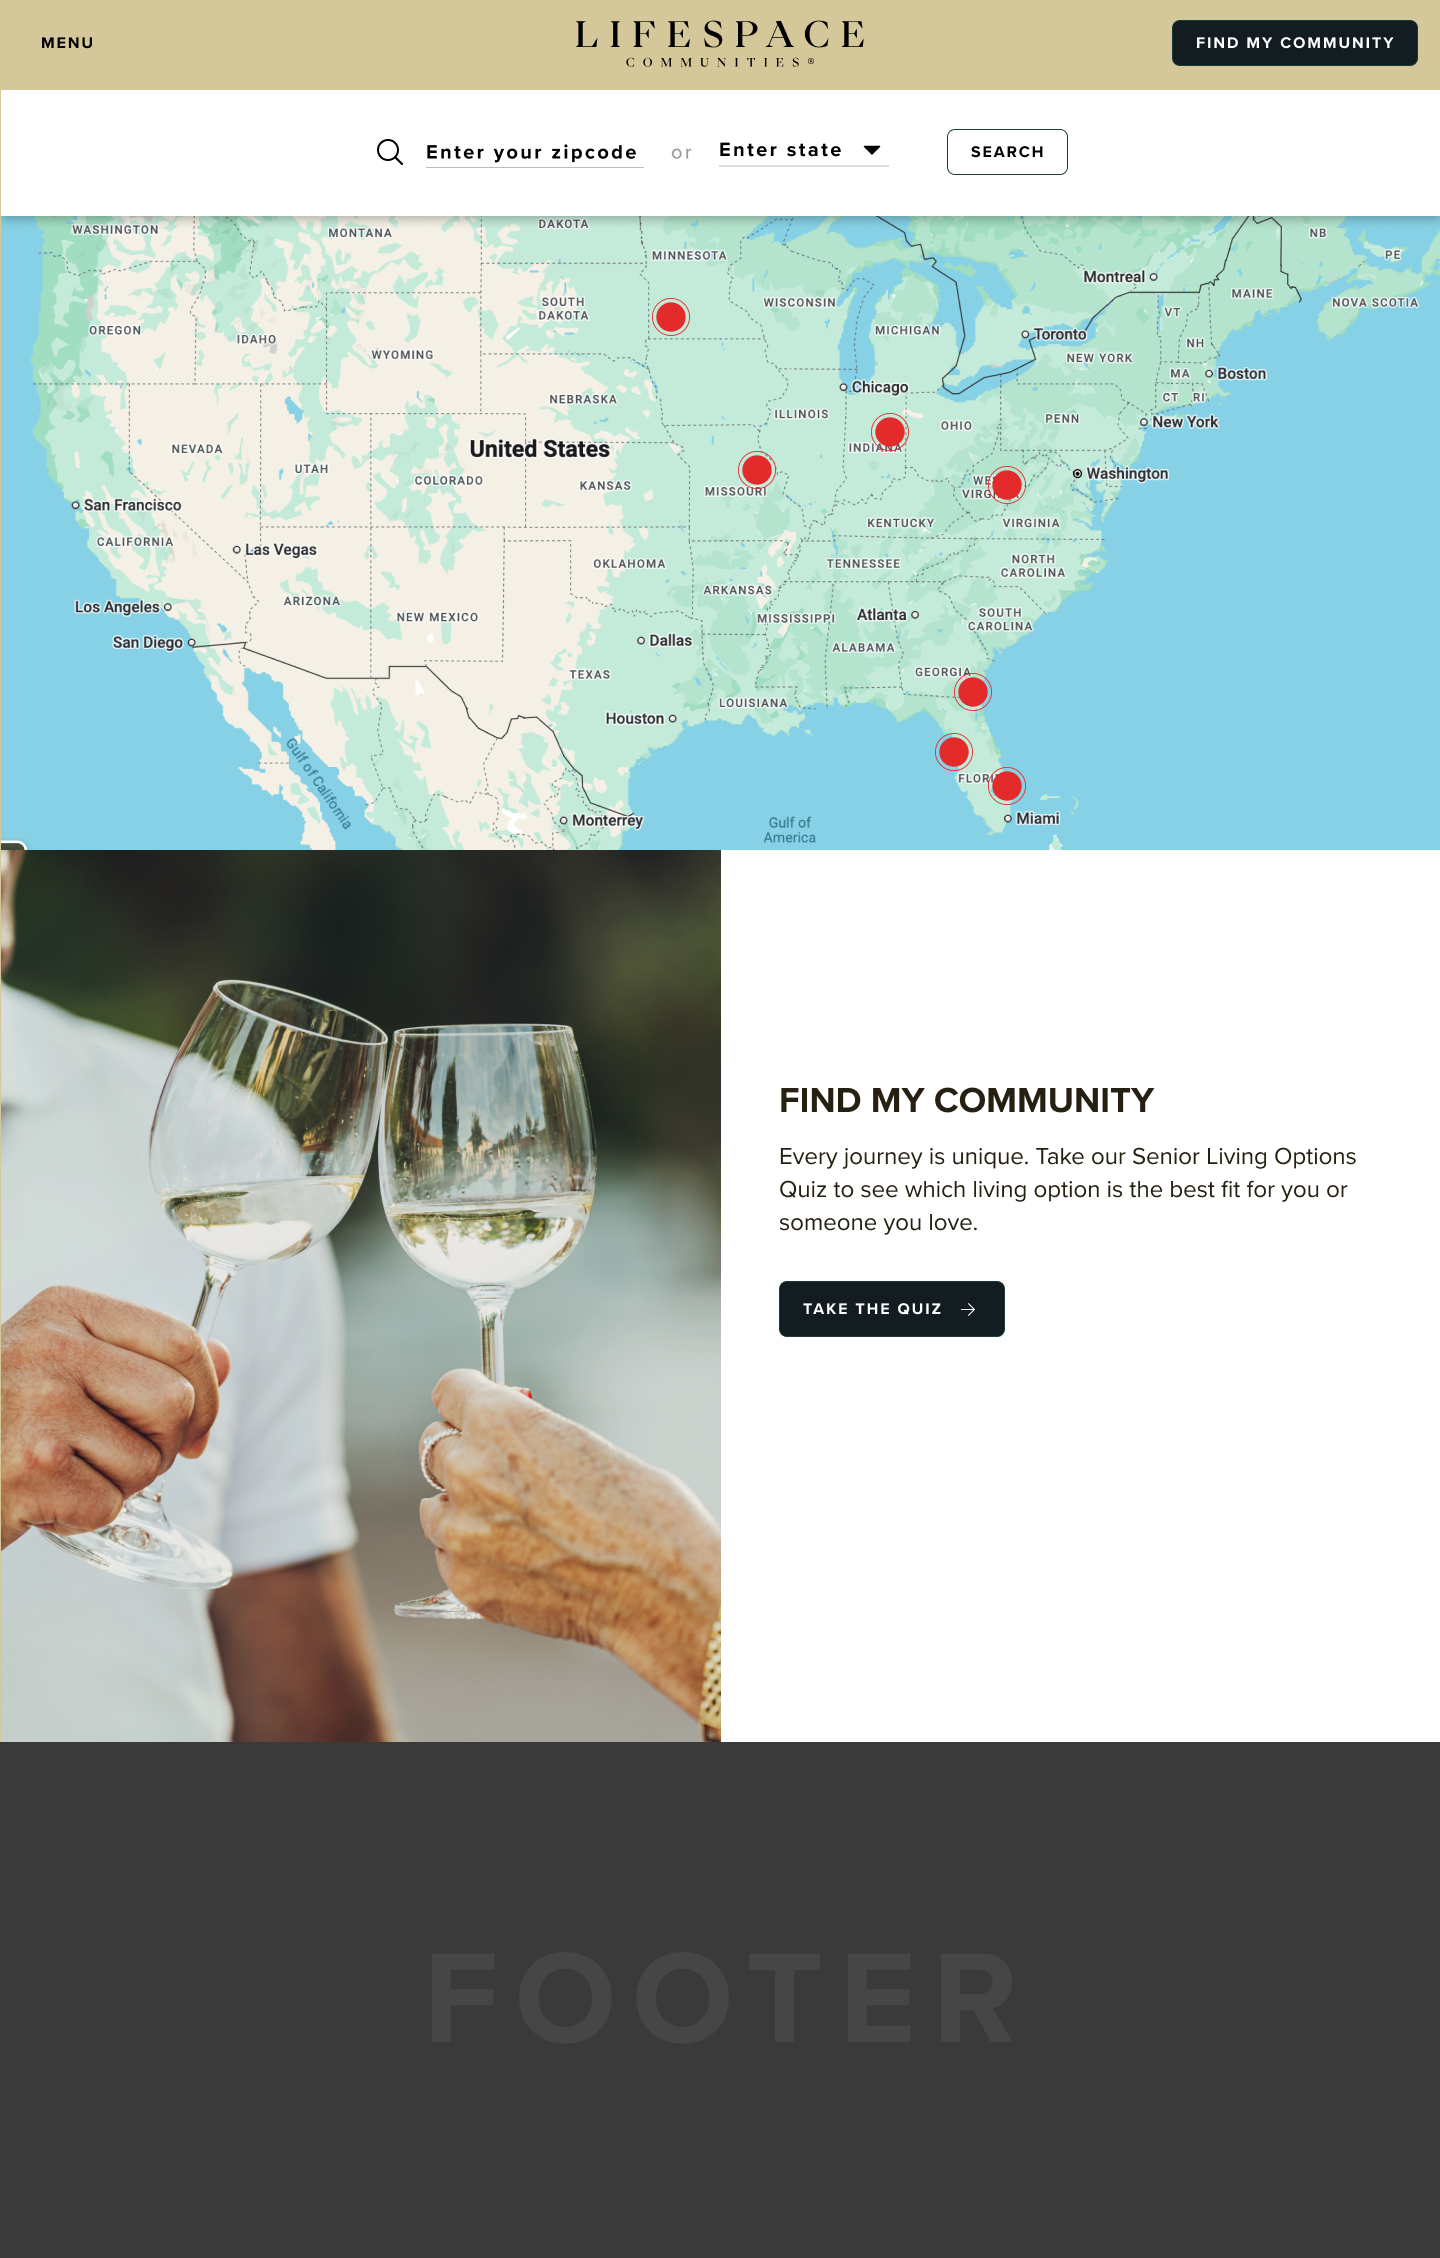 MENU
LIFESPACE
COMMUNITIES®
FIND MY COMMUNITY
Enter your zipcode
or
Enter state
SEARCH
WASHINGTON
MONTANA
DAKOTA
MINNESOTA
NB
PE
Montreal
MAINE
NOVA SCOTIA
SOUTH
DAKOTA
WISCONSIN
VT
OREGON
IDAHO
MICHIGAN
Toronto
NH
WYOMING
NEW YORK
MA
Boston
Chicago
NEBRASKA
CT
RI
ILLINOIS
OHIO
PENN
New York
NEVADA
United States
INDIANA
UTAH
COLORADO
KANSAS
MISSOURI
Washington
VIRGINIA
San Francisco
KENTUCKY
VIRGINIA
CALIFORNIA
Las Vegas
OKLAHOMA
TENNESSEE
NORTH
CAROLINA
ARKANSAS
Los Angeles
ARIZONA
NEW MEXICO
MISSISSIPPI
Atlanta
SOUTH
CAROLINA
San Diego
Dallas
ALABAMA
TEXAS
GEORGIA
LOUISIANA
Houston
Gulf of California
FLORI
Monterrey
Gulf of
America
Miami
FIND MY COMMUNITY
Every journey is unique. Take our Senior Living Options
Quiz to see which living option is the best fit for you or
someone you love.
TAKE THE QUIZ
FOOTER